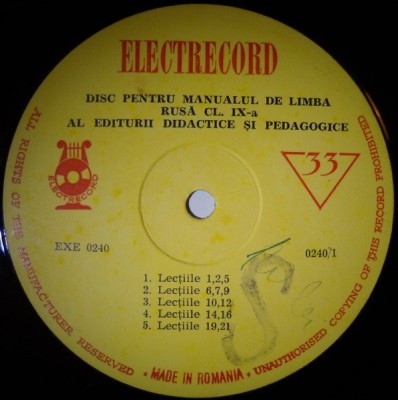 ELECTRECORD
DISC PENTRU MANUALUL DE LIMBA
RUSĂ CL. IX-a
AL EDITURII DIDACTICE ȘI PEDAGOGICE
ELECTRECORD
33
EXE 0240
0240/1
1. Lecțiile 1,2,5
2. Lecțiile 6,7,9
3. Lecțiile 10,12
4. Lecțiile 14,16
5. Lecțiile 19,21
ALL RIGHTS OF THE MANUFACTURER RESERVED • MADE IN ROMANIA • UNAUTHORISED COPYING OF THIS RECORD PROHIBITED